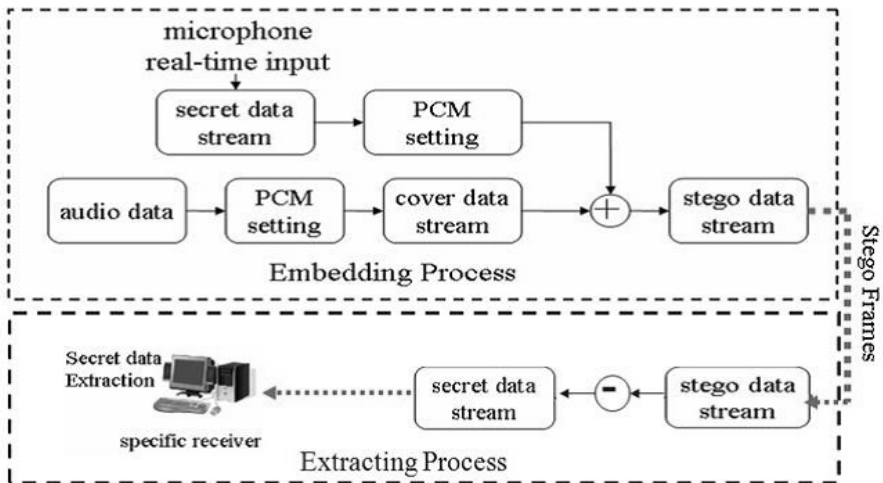 microphone
real-time input
secret data
stream
PCM
setting
audio data
PCM
setting
cover data
stream
+
stego data
stream
Embedding Process
Stego Frames
Secret data
Extraction
specific receiver
secret data
stream
-
stego data
stream
Extracting Process